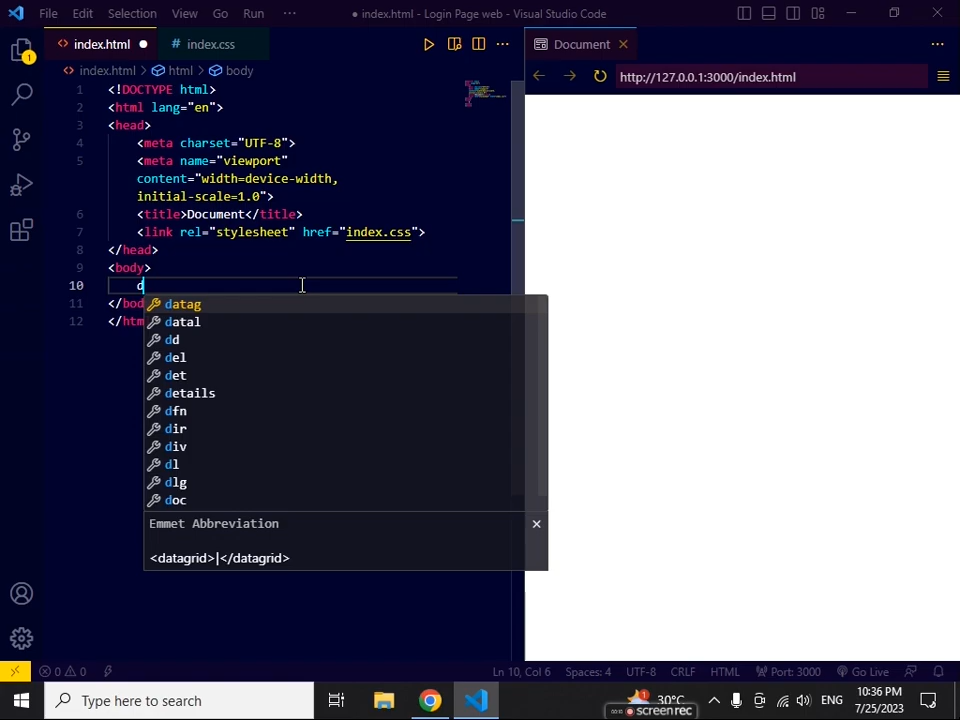 File Edit Selection View Go Run ··· ● index.html - Login Page web - Visual Studio Code
<> index.html ● # index.css
<> index.html > html > body
1 <!DOCTYPE html>
2 <html lang="en">
3 <head>
4 <meta charset="UTF-8">
5 <meta name="viewport"
content="width=device-width,
initial-scale=1.0">
6 <title>Document</title>
7 <link rel="stylesheet" href="index.css">
8 </head>
9 <body>
10 d
11 </bod
12 </htm
datag
datal
dd
del
det
details
dfn
dir
div
dl
dlg
doc
Emmet Abbreviation
<datagrid>|</datagrid>
Document
http://127.0.0.1:3000/index.html
1
0 0 Ln 10, Col 6 Spaces: 4 UTF-8 CRLF HTML Port: 3000 Go Live
Type here to search
1 30°C
screenrec
ENG
10:36 PM
7/25/2023